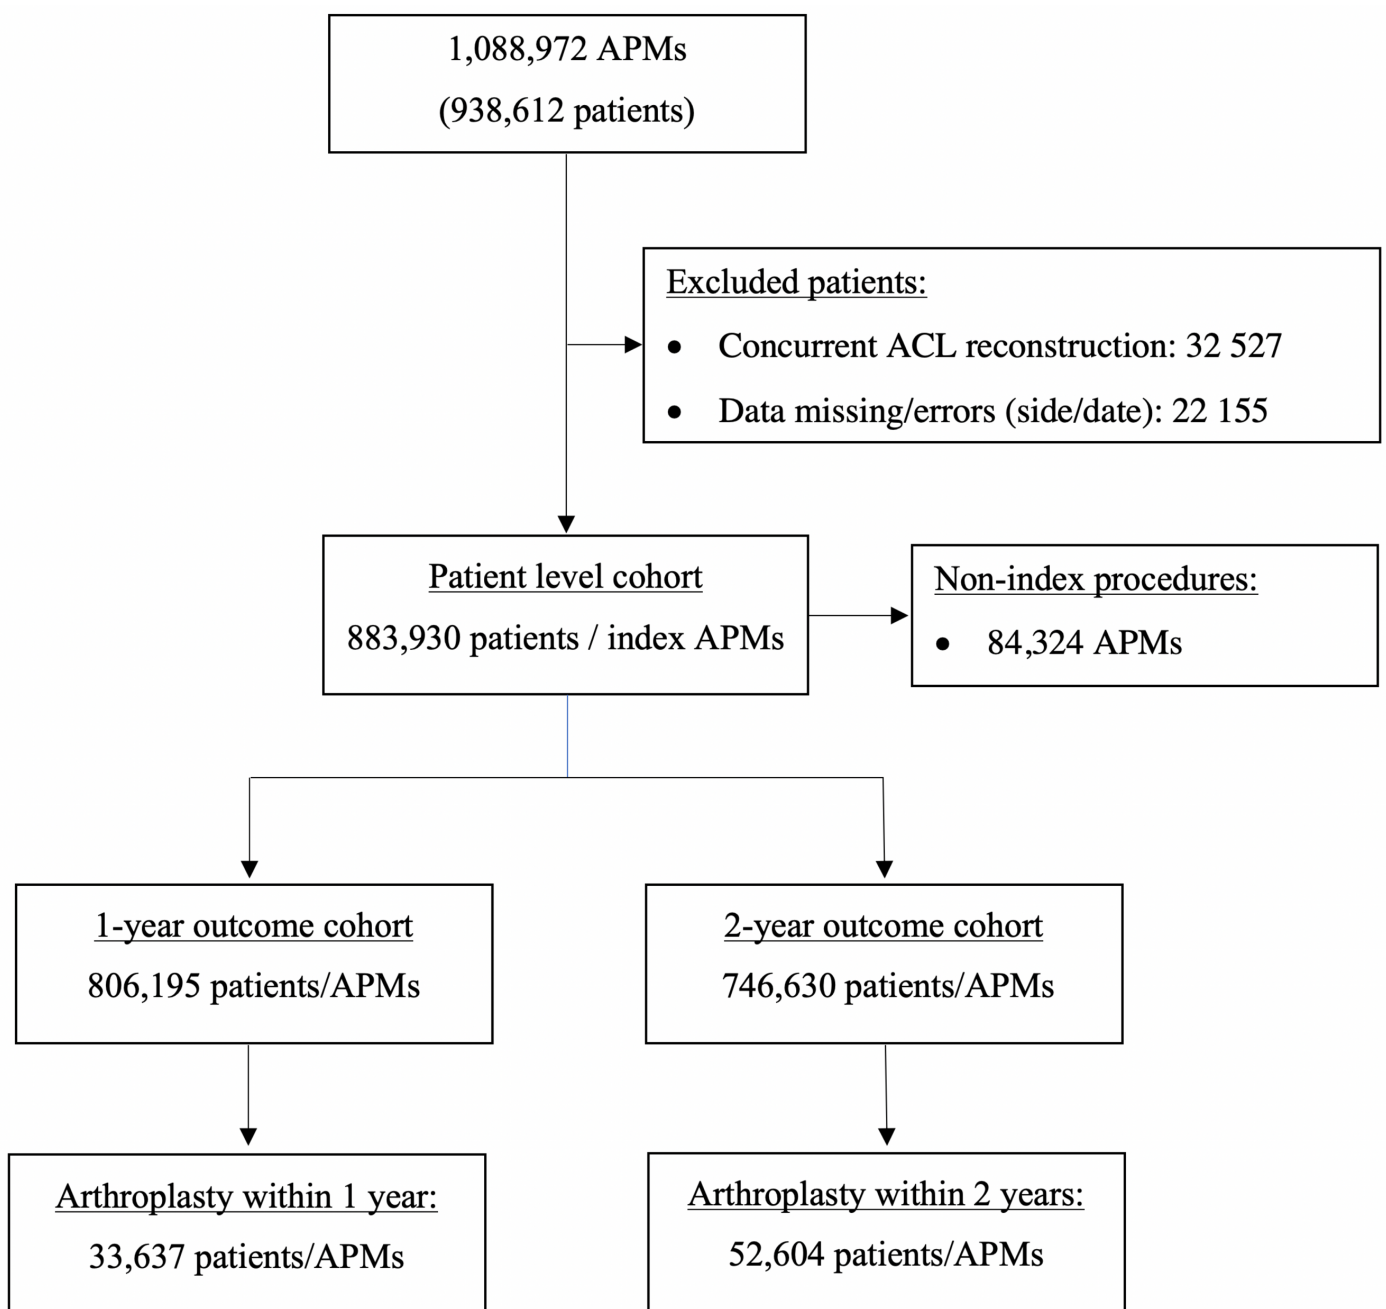 1,088,972 APMs
(938,612 patients)
Excluded patients:
● Concurrent ACL reconstruction: 32 527
● Data missing/errors (side/date): 22 155
Patient level cohort
883,930 patients / index APMs
Non-index procedures:
● 84,324 APMs
1-year outcome cohort
806,195 patients/APMs
2-year outcome cohort
746,630 patients/APMs
Arthroplasty within 1 year:
33,637 patients/APMs
Arthroplasty within 2 years:
52,604 patients/APMs